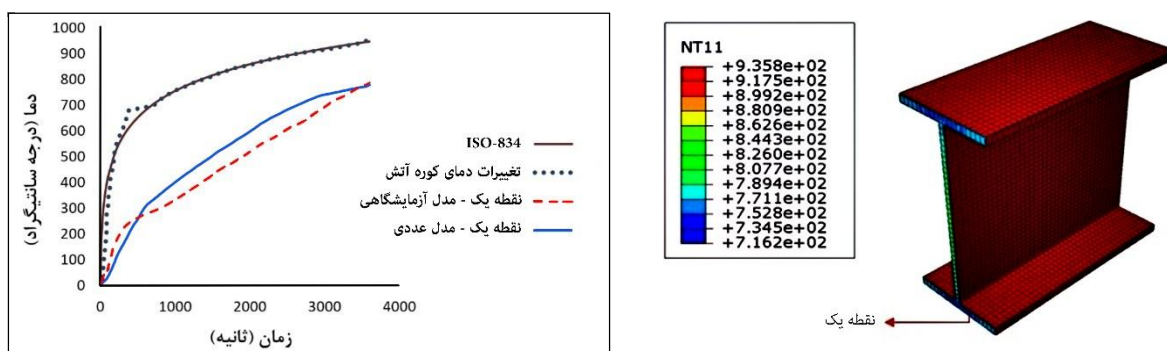 1000
900
800
700
600
500
400
300
200
100
0
دما (درجه سانتیگراد)
0 1000 2000 3000 4000
زمان (ثانیه)
ISO-834
تغییرات دمای کوره آتش
نقطه یک - مدل آزمایشگاهی
نقطه یک - مدل عددی
NT11
+9.358e+02
+9.175e+02
+8.992e+02
+8.809e+02
+8.626e+02
+8.443e+02
+8.260e+02
+8.077e+02
+7.894e+02
+7.711e+02
+7.528e+02
+7.345e+02
+7.162e+02
نقطه یک